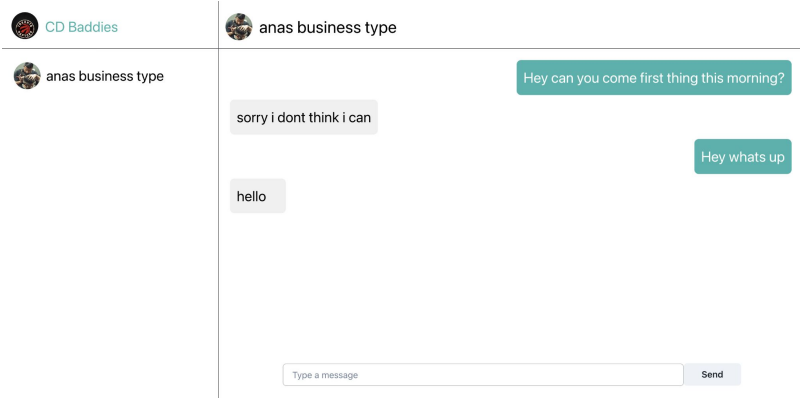 CD Baddies
anas business type
anas business type
Hey can you come first thing this morning?
sorry i dont think i can
Hey whats up
hello
Type a message
Send